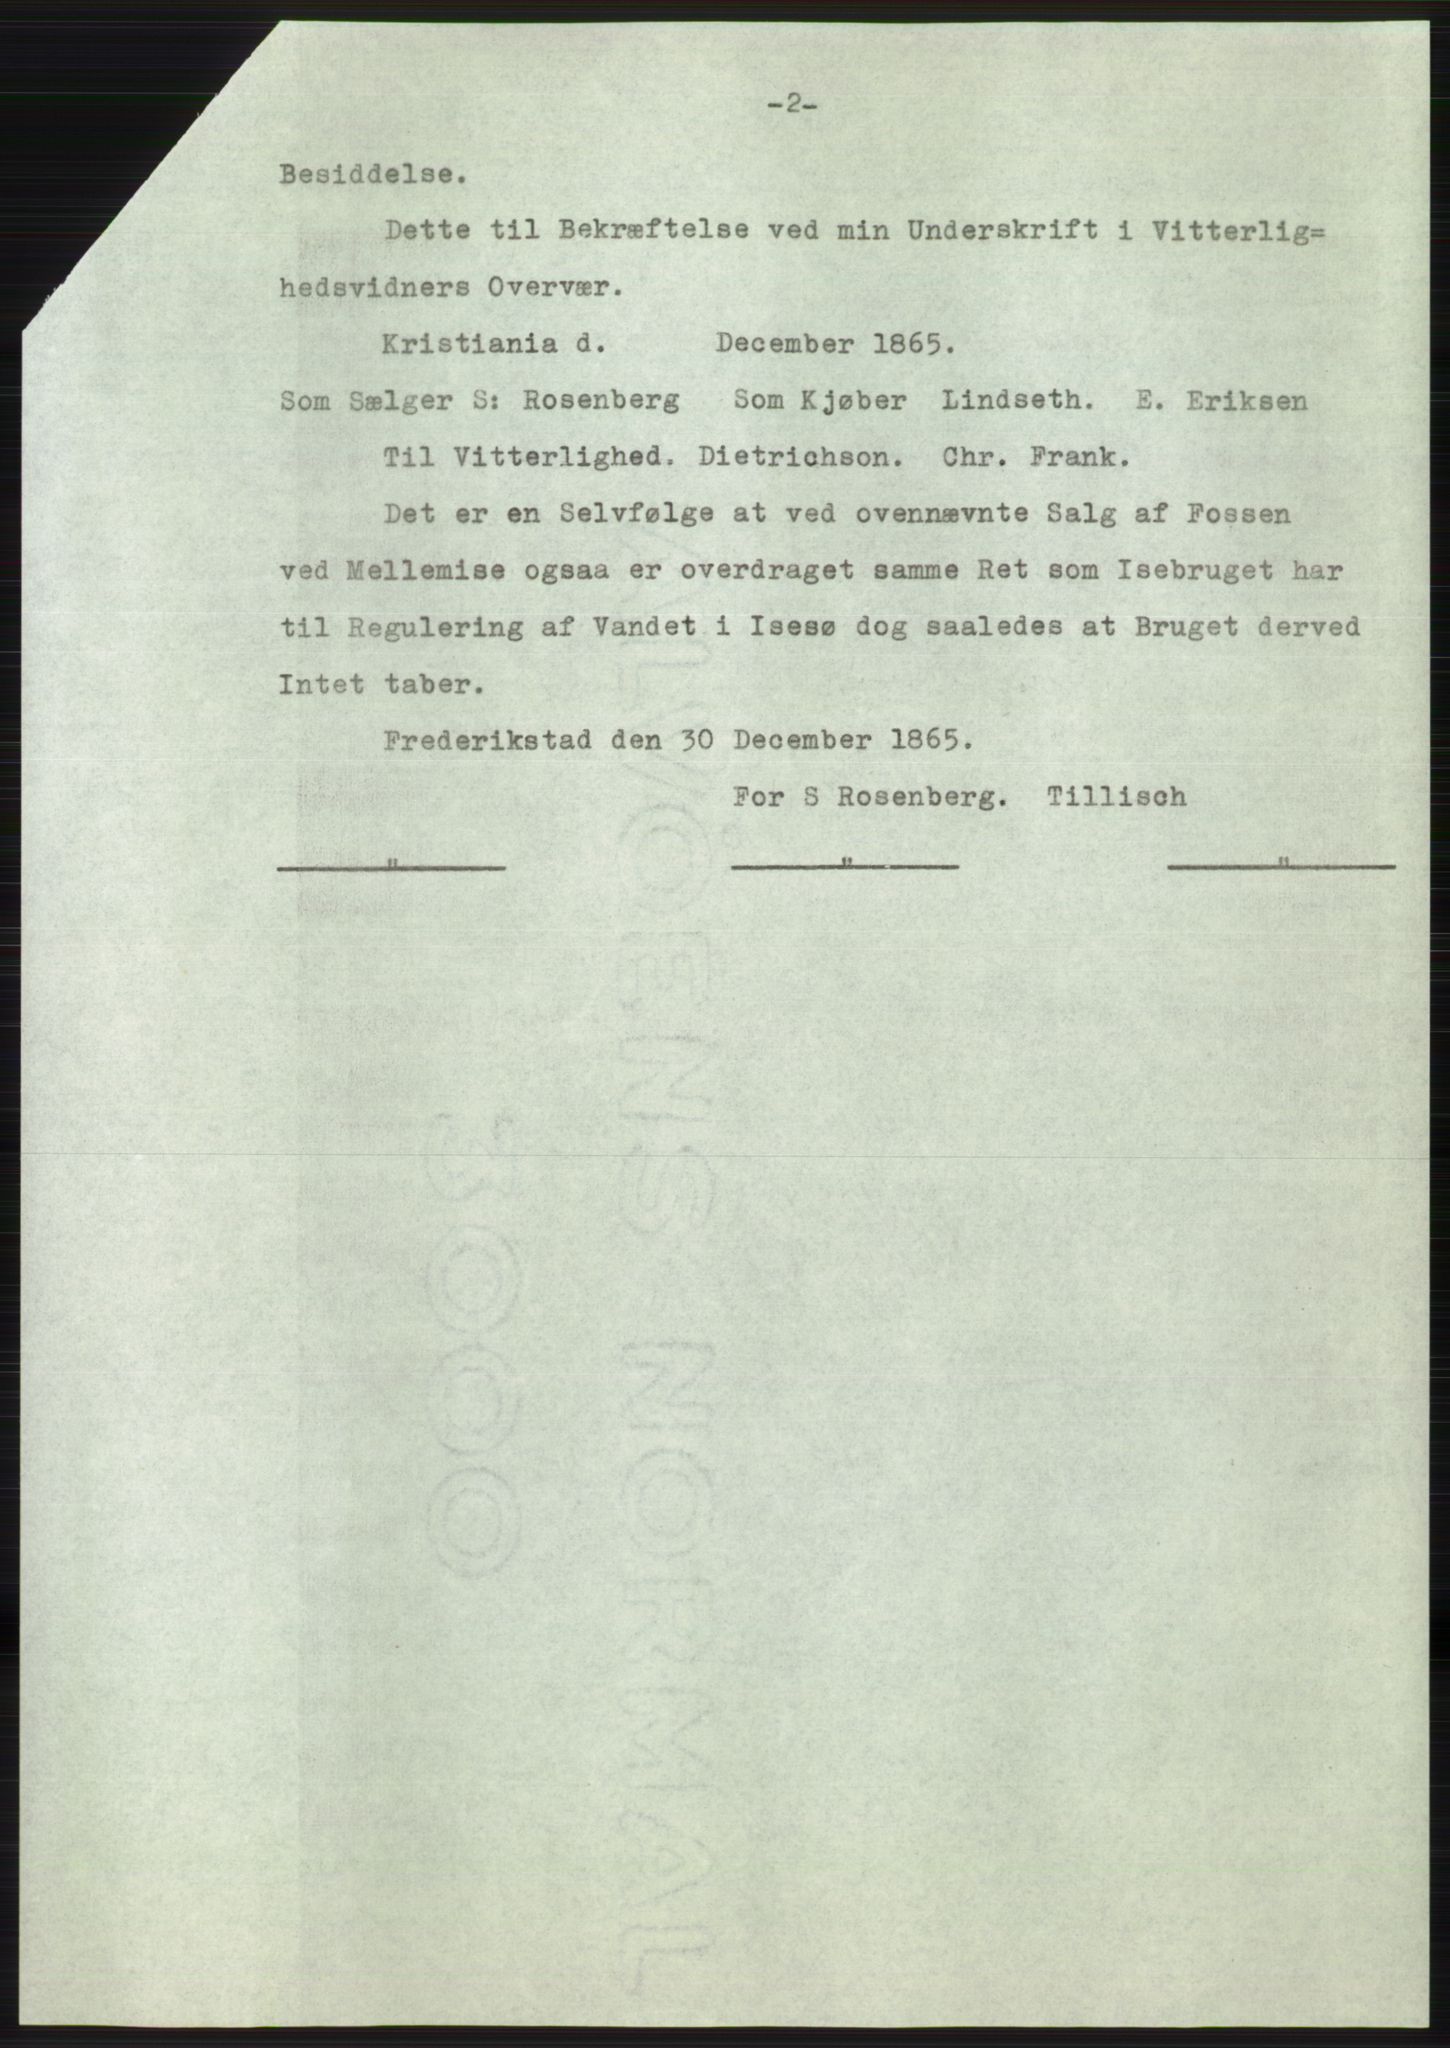 -2-
Besiddelse.
Dette til Bekræftelse ved min Underskrift i Vitterlig=
hedsvidners Overvær.
Kristiania d. December 1865.
Som Sælger S: Rosenberg Som Kjøber Lindseth. E. Eriksen
Til Vitterlighed. Dietrichson. Chr. Frank.
Det er en Selvfølge at ved ovennævnte Salg af Fossen
ved Mellemise ogsaa er overdraget samme Ret som Isebruget har
til Regulering af Vandet i Isesø dog saaledes at Bruget derved
Intet taber.
Frederikstad den 30 December 1865.
For S Rosenberg. Tillisch
" " "